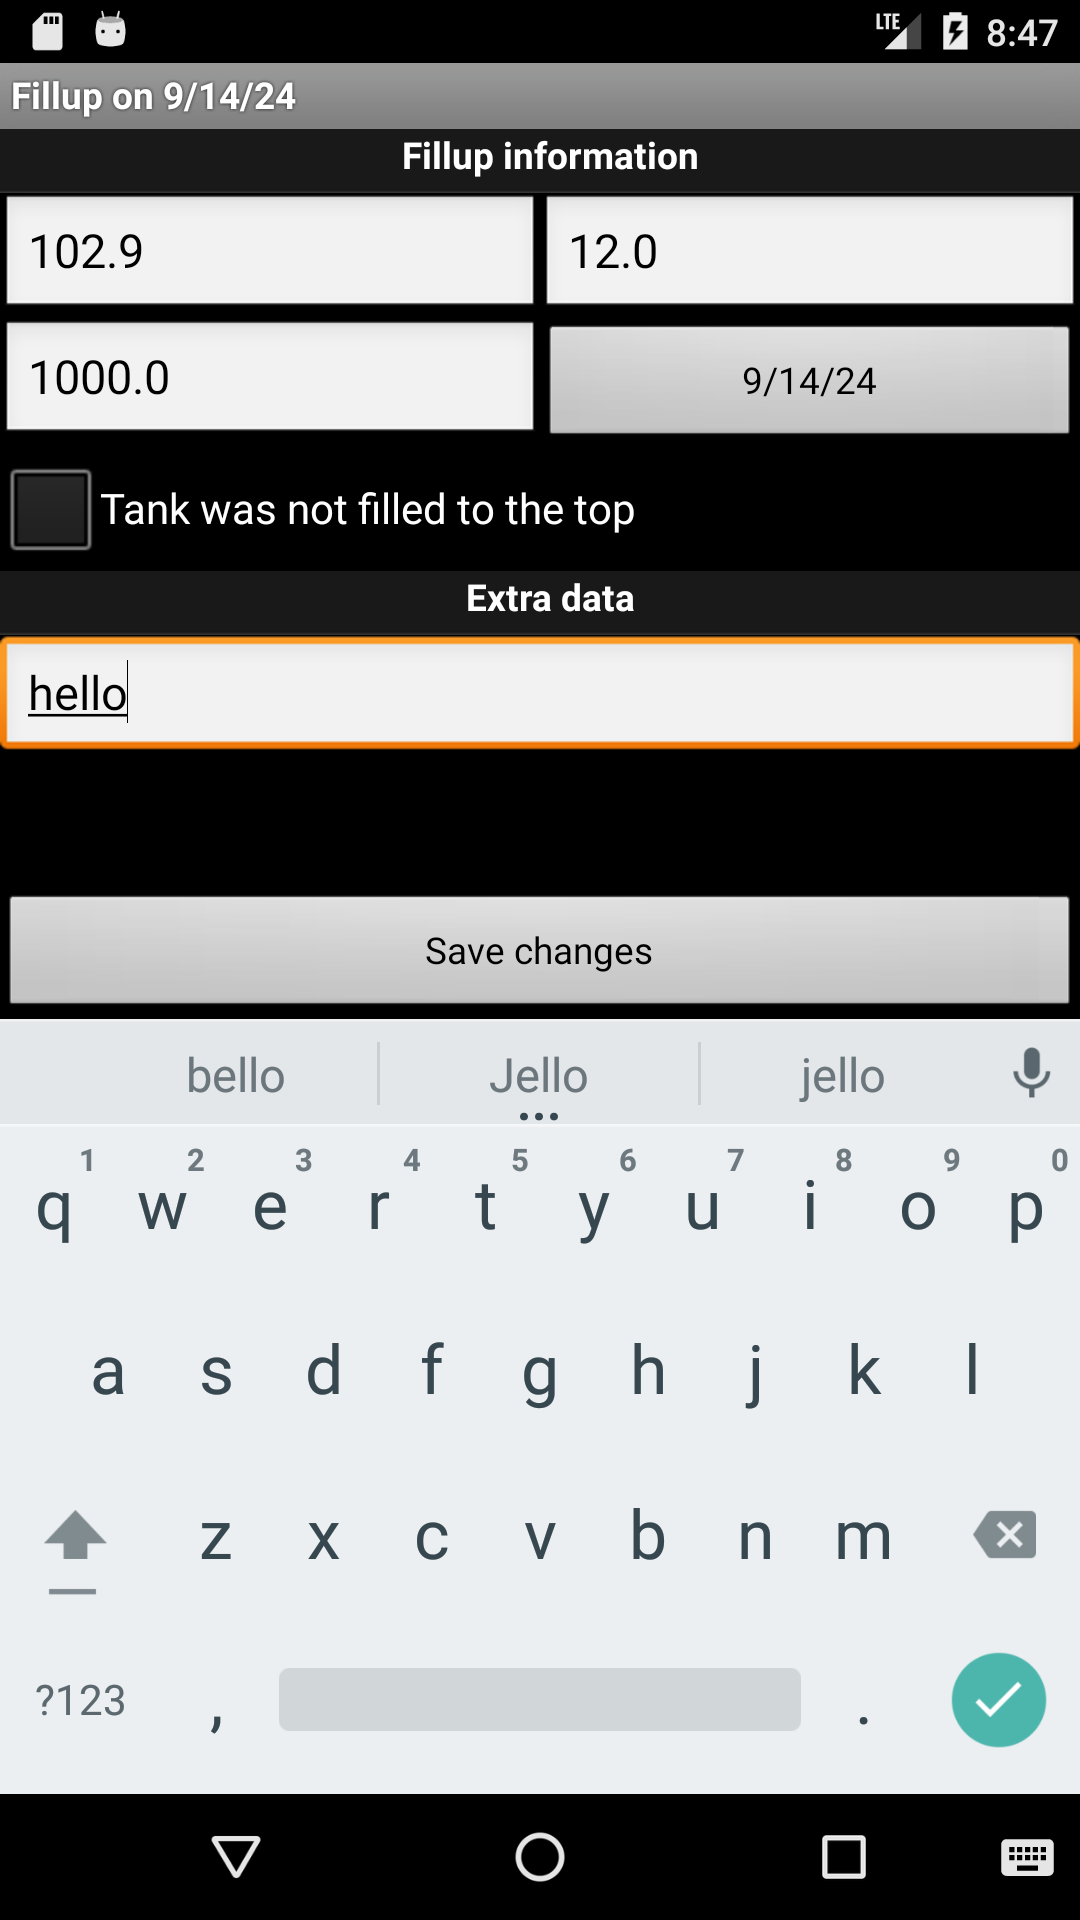 LTE 8:47
Fillup on 9/14/24
Fillup information
102.9 12.0
1000.0 9/14/24
Tank was not filled to the top
Extra data
hello
Save changes
bello Jello jello
1 2 3 4 5 6 7 8 9 0
q w e r t y u i o p
a s d f g h j k l
z x c v b n m
?123 , .